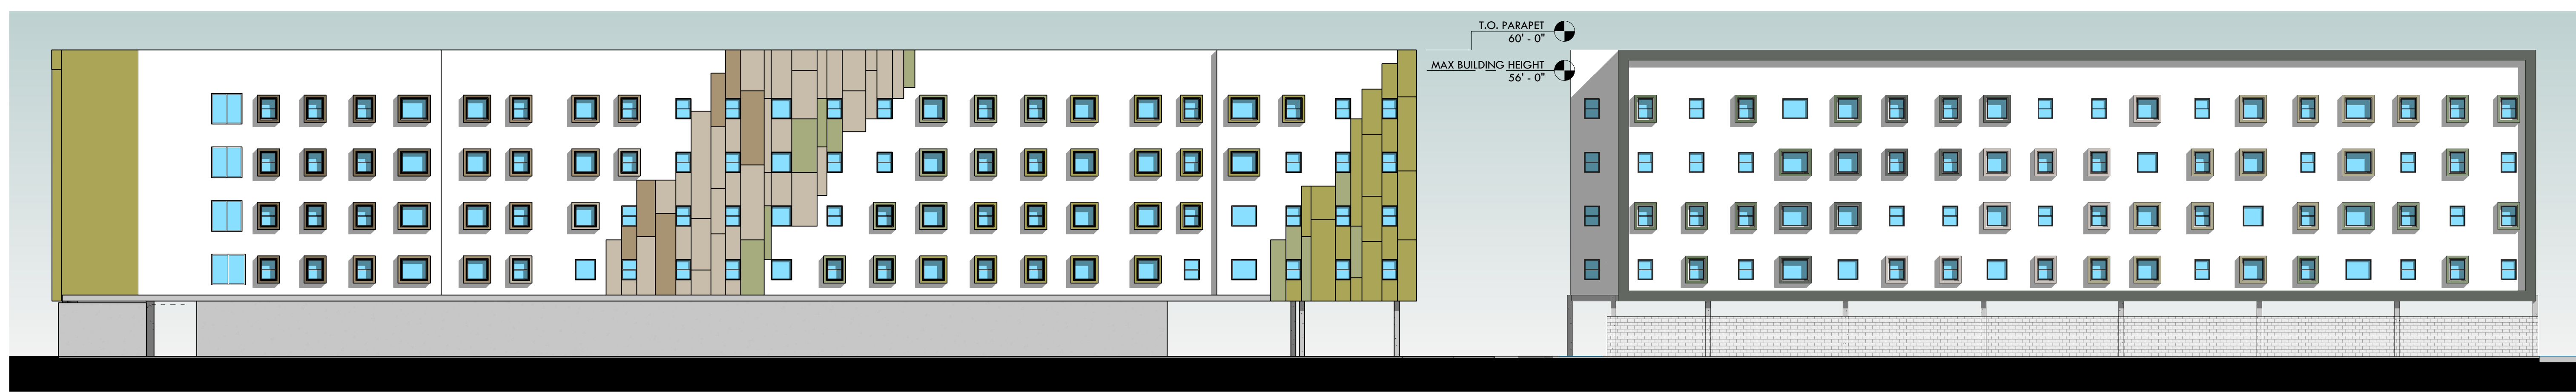 T.O. PARAPET
60' - 0"
MAX BUILDING HEIGHT
56' - 0"